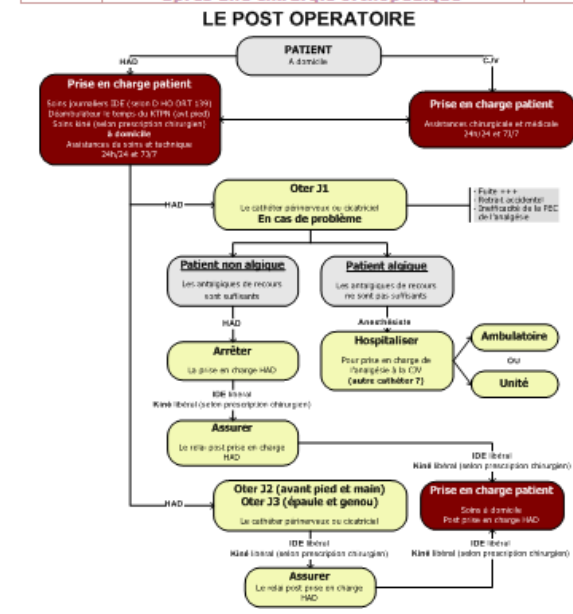 LE POST OPERATOIRE
PATIENT
A domicile
HAD
CJV
Prise en charge patient
Soins journaliers IDE (selon D HO ORT 139)
Déambulateur le temps du KTPN (avt pied)
Soins kiné (selon prescription chirurgien)
à domicile
Assistances de soins et technique
24h/24 et 7J/7
Prise en charge patient
Assistances chirurgicale et médicale
24h/24 et 7J/7
HAD
Oter J1
Le cathéter périnerveux ou cicatriciel
En cas de problème
- Fuite +++
- Retrait accidentel
- Inefficacité de la PEC
de l'analgésie
Patient non algique
Les antalgiques de recours
sont suffisants
Patient algique
Les antalgiques de recours
ne sont pas suffisants
HAD
Anesthésiste
Arrêter
La prise en charge HAD
Hospitaliser
Pour prise en charge de
l'analgésie à la CJV
(autre cathéter ?)
Ambulatoire
OU
Unité
IDE libéral
Kiné libéral (selon prescription chirurgien)
Assurer
Le relai post prise en charge
HAD
IDE libéral
Kiné libéral (selon prescription chirurgien)
HAD
Oter J2 (avant pied et main)
Oter J3 (épaule et genou)
Le cathéter périnerveux ou cicatriciel
Prise en charge patient
Soins à domicile
Post prise en charge HAD
IDE libéral
Kiné libéral (selon prescription chirurgien)
IDE libéral
Kiné libéral (selon prescription chirurgien)
Assurer
Le relai post prise en charge
HAD